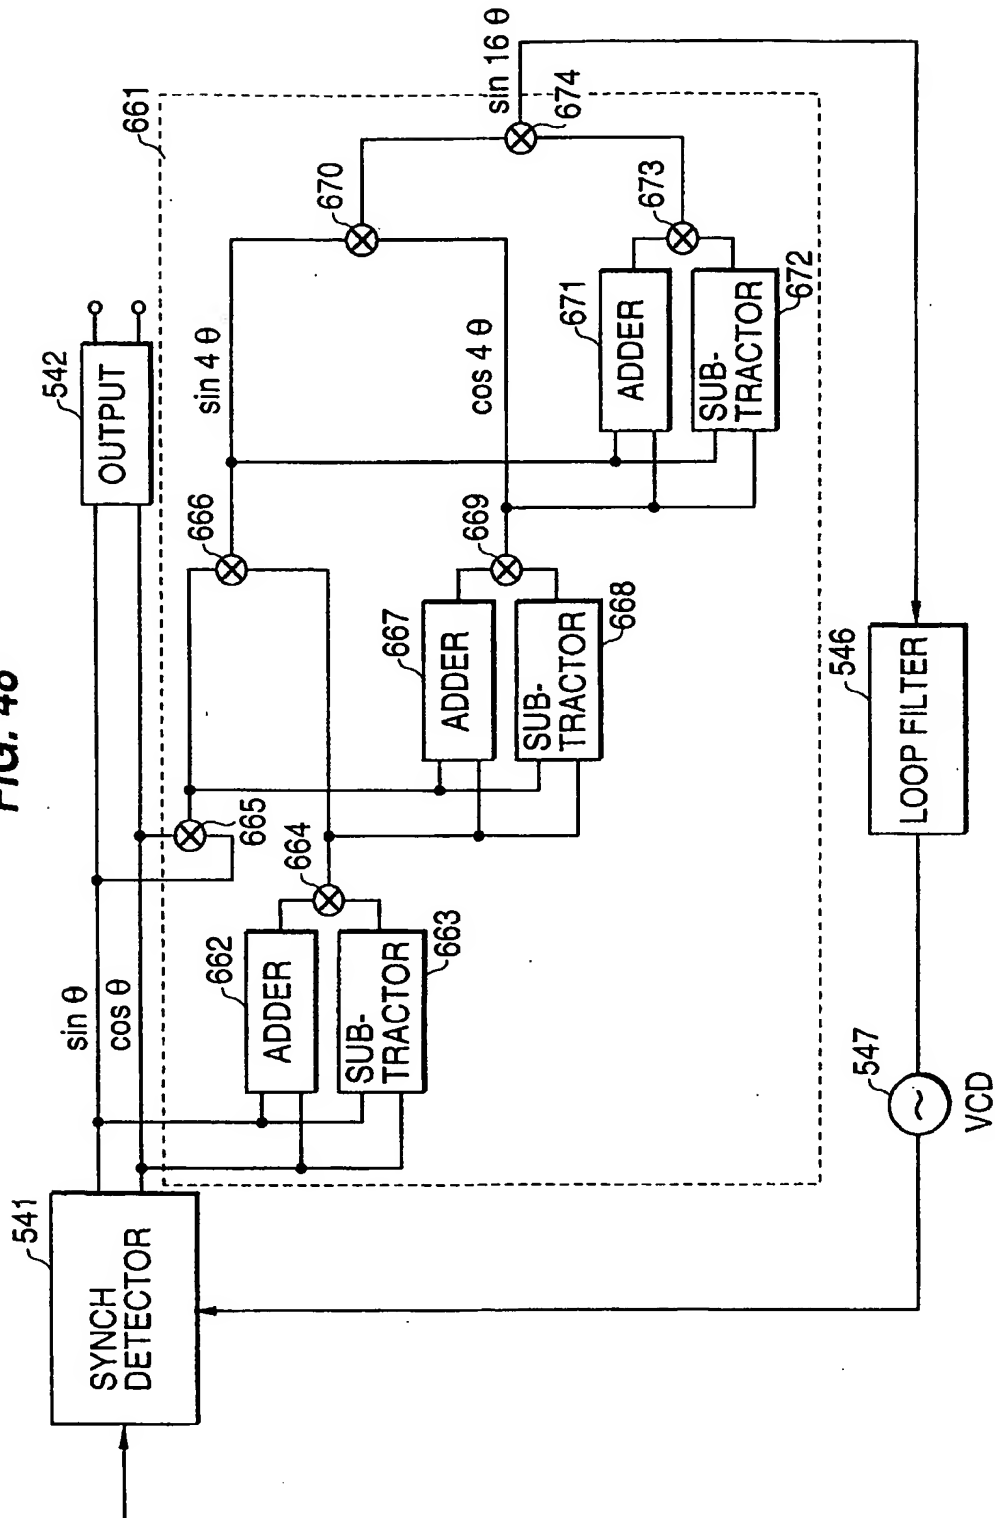 FIG. 48
541
SYNCH
DETECTOR
sin θ
cos θ
542
OUTPUT
661
662
ADDER
SUB-
TRACTOR
663
664
665
666
667
ADDER
SUB-
TRACTOR
668
669
sin 4 θ
cos 4 θ
670
671
ADDER
SUB-
TRACTOR
672
673
674
sin 16 θ
546
LOOP FILTER
547
VCD